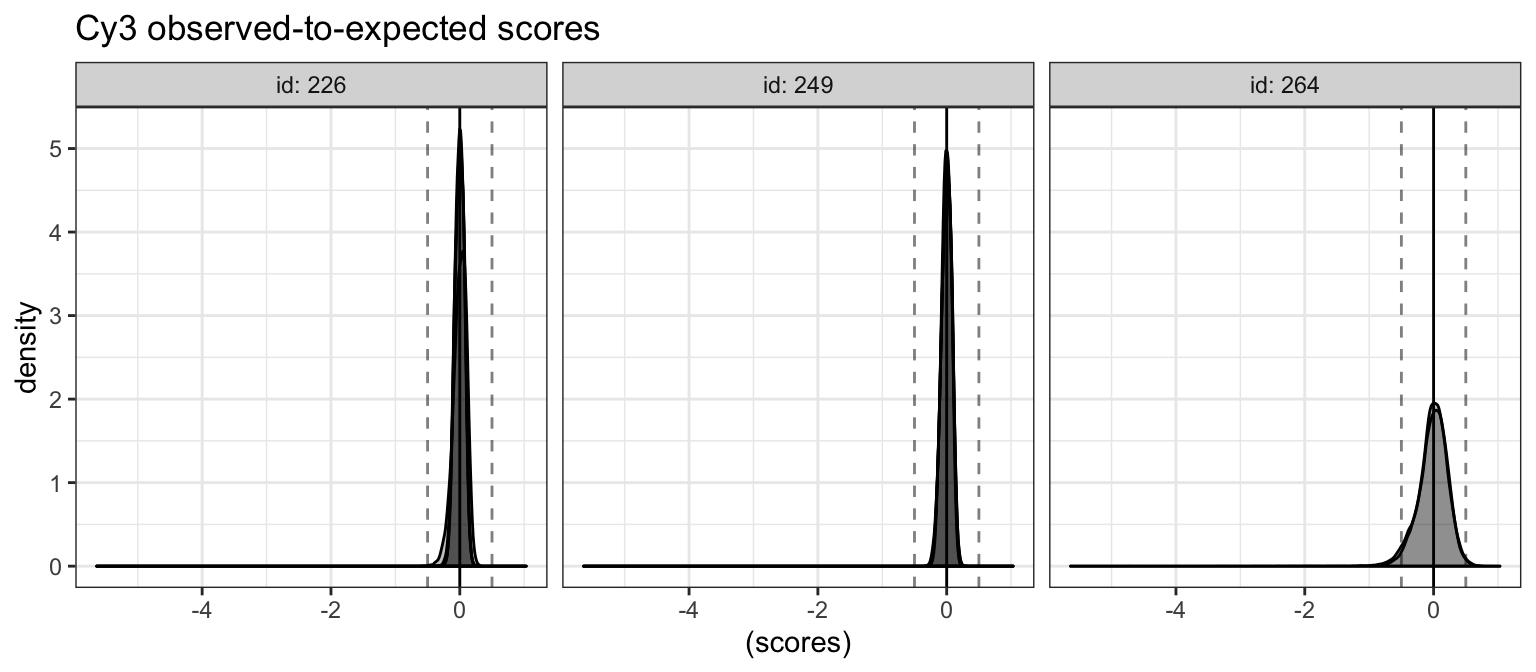 Cy3 observed-to-expected scores
id: 226
id: 249
id: 264
density
5
4
3
2
1
0
-4 -2 0
-4 -2 0
-4 -2 0
(scores)